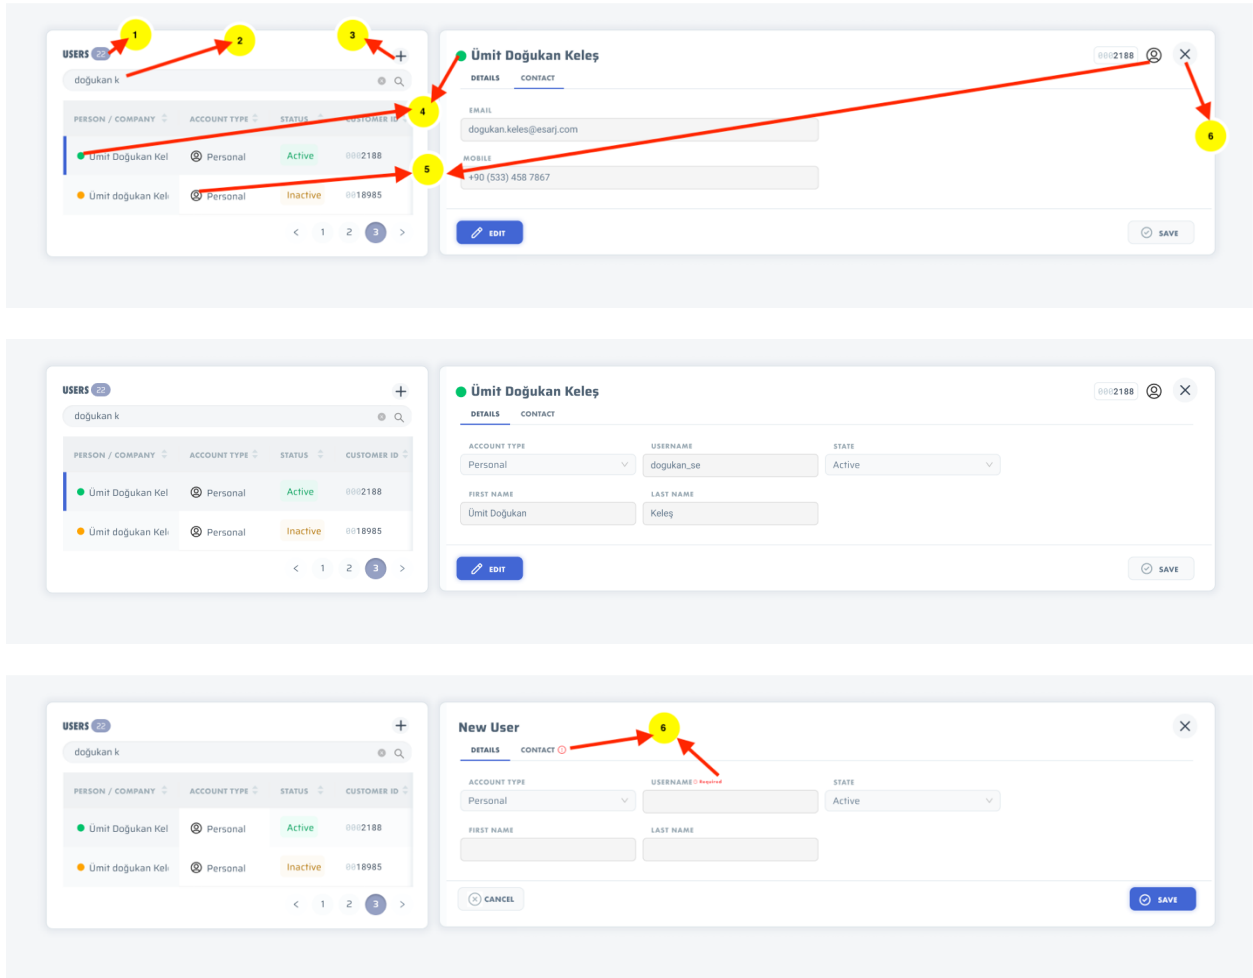 1
2
3
USERS 22
doğukan k
PERSON / COMPANY ACCOUNT TYPE STATUS CUSTOMER ID
Ümit Doğukan Kel Personal Active 0002188
Ümit doğukan Kel Personal Inactive 0018985
< 1 2 3 >
4
5
Ümit Doğukan Keleş
0002188
DETAILS CONTACT
EMAIL
dogukan.keles@esarj.com
MOBILE
+90 (533) 458 7867
EDIT
SAVE
6
USERS 22
doğukan k
PERSON / COMPANY ACCOUNT TYPE STATUS CUSTOMER ID
Ümit Doğukan Kel Personal Active 0002188
Ümit doğukan Kel Personal Inactive 0018985
< 1 2 3 >
Ümit Doğukan Keleş
0002188
DETAILS CONTACT
ACCOUNT TYPE USERNAME STATE
Personal dogukan_se Active
FIRST NAME LAST NAME
Ümit Doğukan Keleş
EDIT
SAVE
USERS 22
doğukan k
PERSON / COMPANY ACCOUNT TYPE STATUS CUSTOMER ID
Ümit Doğukan Kel Personal Active 0002188
Ümit doğukan Kel Personal Inactive 0018985
< 1 2 3 >
New User
6
DETAILS CONTACT
ACCOUNT TYPE USERNAME Required STATE
Personal Active
FIRST NAME LAST NAME
CANCEL
SAVE